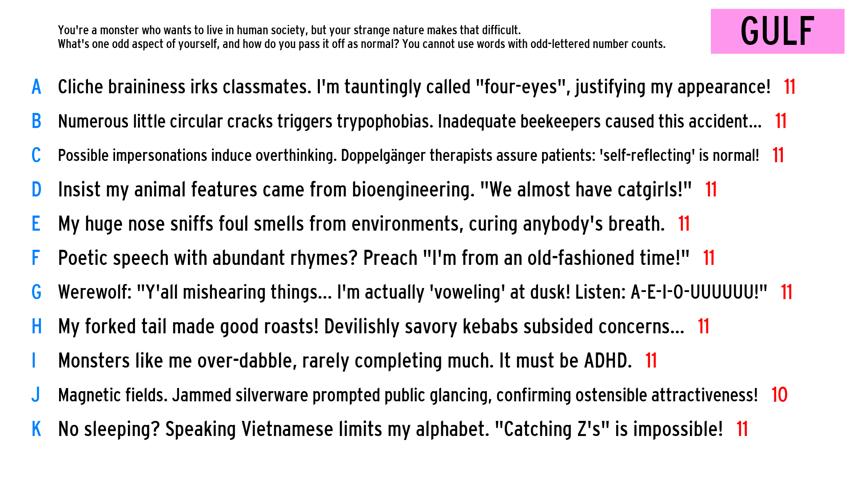 You're a monster who wants to live in human society, but your strange nature makes that difficult.
What's one odd aspect of yourself, and how do you pass it off as normal? You cannot use words with odd-lettered number counts.
GULF
A Cliche braininess irks classmates. I'm tauntingly called "four-eyes", justifying my appearance! 11
B Numerous little circular cracks triggers trypophobias. Inadequate beekeepers caused this accident... 11
C Possible impersonations induce overthinking. Doppelgänger therapists assure patients: 'self-reflecting' is normal! 11
D Insist my animal features came from bioengineering. "We almost have catgirls!" 11
E My huge nose sniffs foul smells from environments, curing anybody's breath. 11
F Poetic speech with abundant rhymes? Preach "I'm from an old-fashioned time!" 11
G Werewolf: "Y'all mishearing things... I'm actually 'voweling' at dusk! Listen: A-E-I-O-UUUUUU!" 11
H My forked tail made good roasts! Devilishly savory kebabs subsided concerns... 11
I Monsters like me over-dabble, rarely completing much. It must be ADHD. 11
J Magnetic fields. Jammed silverware prompted public glancing, confirming ostensible attractiveness! 10
K No sleeping? Speaking Vietnamese limits my alphabet. "Catching Z's" is impossible! 11